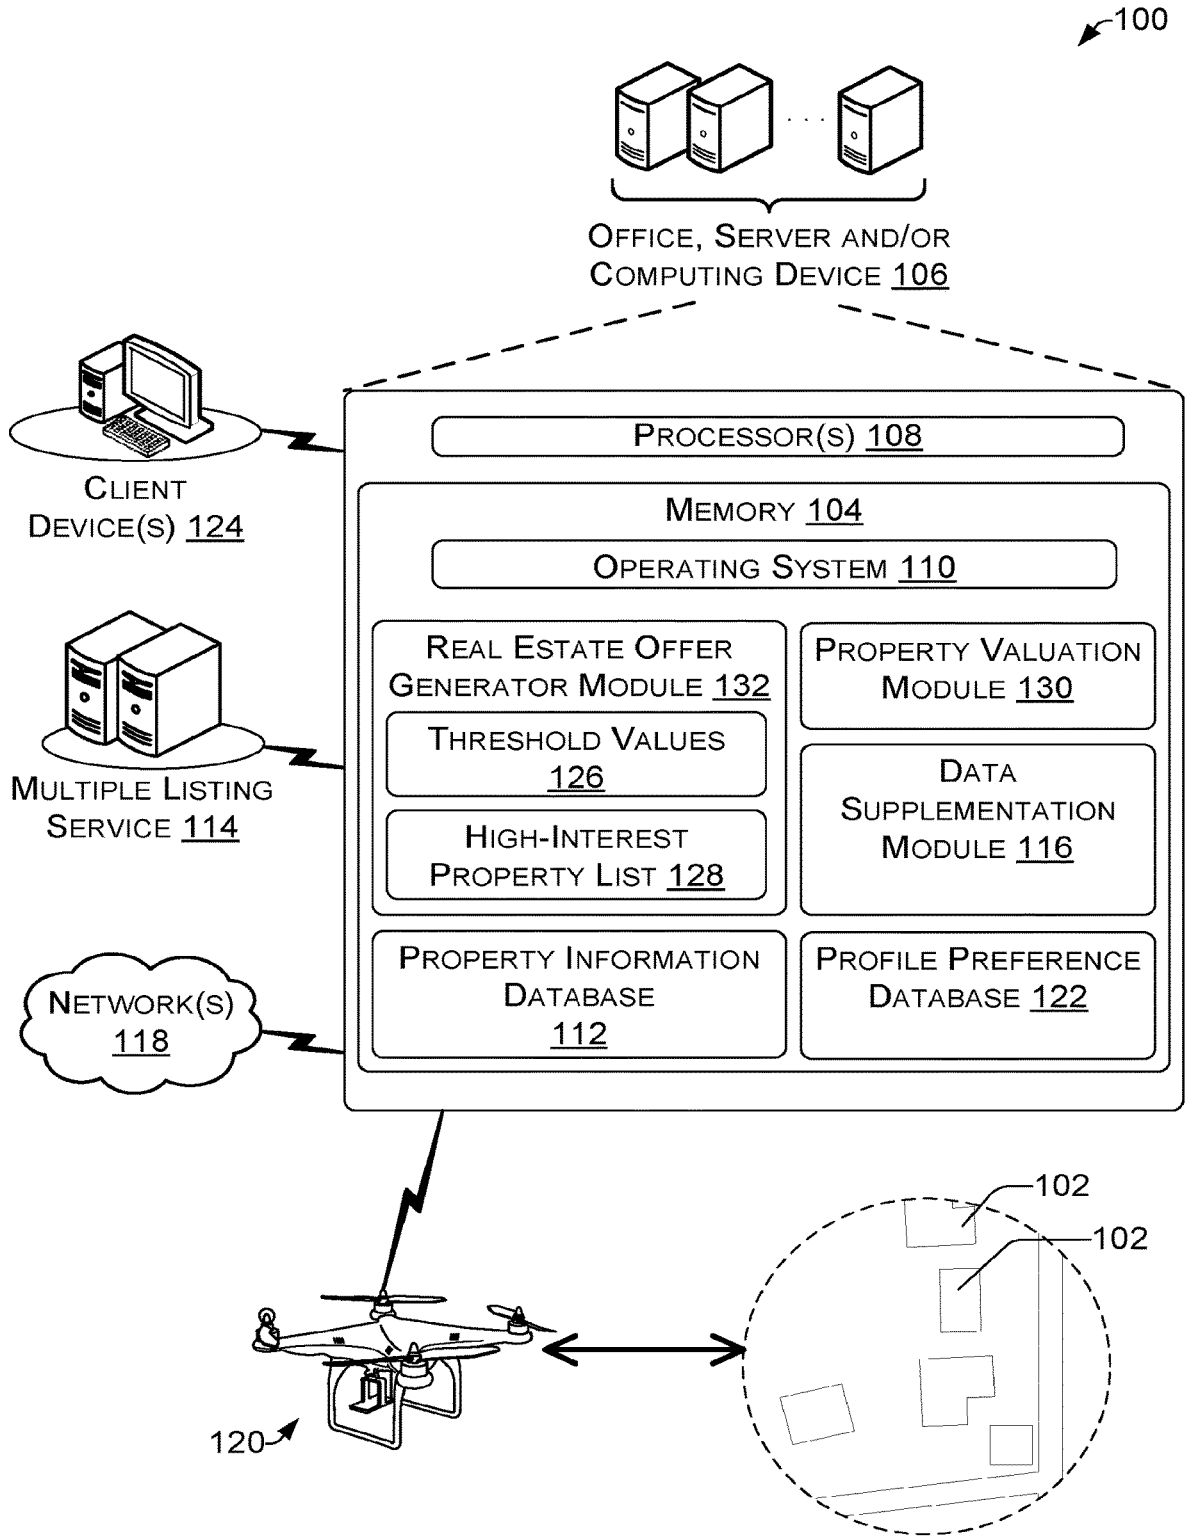 100
OFFICE, SERVER AND/OR
COMPUTING DEVICE 106
CLIENT
DEVICE(S) 124
MULTIPLE LISTING
SERVICE 114
NETWORK(S)
118
PROCESSOR(S) 108
MEMORY 104
OPERATING SYSTEM 110
REAL ESTATE OFFER
GENERATOR MODULE 132
THRESHOLD VALUES
126
HIGH-INTEREST
PROPERTY LIST 128
PROPERTY VALUATION
MODULE 130
DATA
SUPPLEMENTATION
MODULE 116
PROPERTY INFORMATION
DATABASE
112
PROFILE PREFERENCE
DATABASE 122
102
102
120